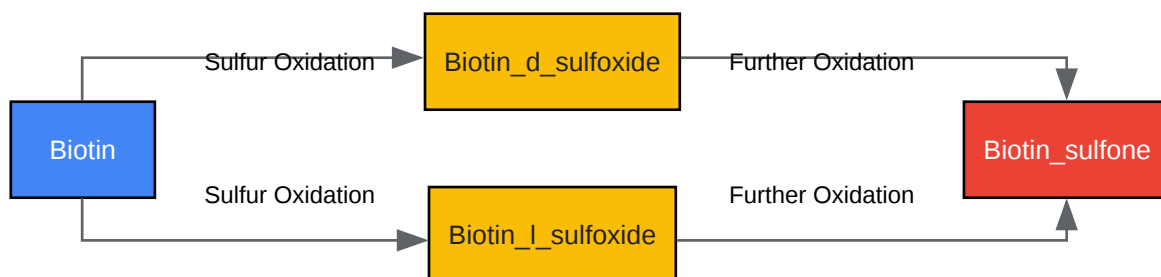 Sulfur Oxidation
Biotin_d_sulfoxide
Further Oxidation
Biotin
Biotin_sulfone
Sulfur Oxidation
Further Oxidation
Biotin_l_sulfoxide